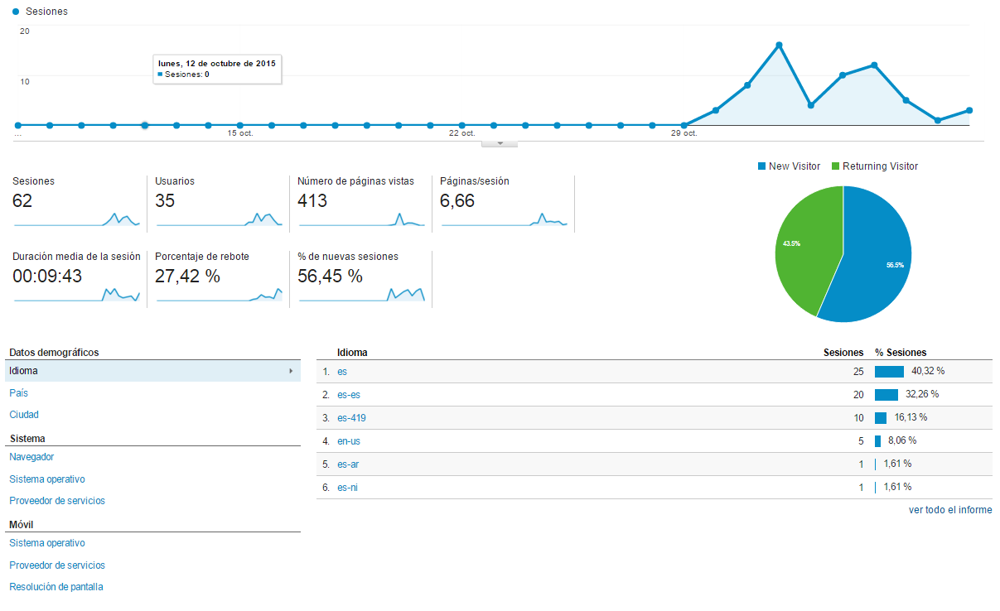 Sesiones
20
lunes, 12 de octubre de 2015
Sesiones: 0
10
... 15 oct. 22 oct. 29 oct.
New Visitor Returning Visitor
Sesiones Usuarios Número de páginas vistas Páginas/sesión
62 35 413 6,66
43.5%
56.5%
Duración media de la sesión Porcentaje de rebote % de nuevas sesiones
00:09:43 27,42 % 56,45 %
Datos demográficos
Idioma
País
Ciudad
Sistema
Navegador
Sistema operativo
Proveedor de servicios
Móvil
Sistema operativo
Proveedor de servicios
Resolución de pantalla
Idioma Sesiones % Sesiones
1. es 25 40,32 %
2. es-es 20 32,26 %
3. es-419 10 16,13 %
4. en-us 5 8,06 %
5. es-ar 1 1,61 %
6. es-ni 1 1,61 %
ver todo el informe